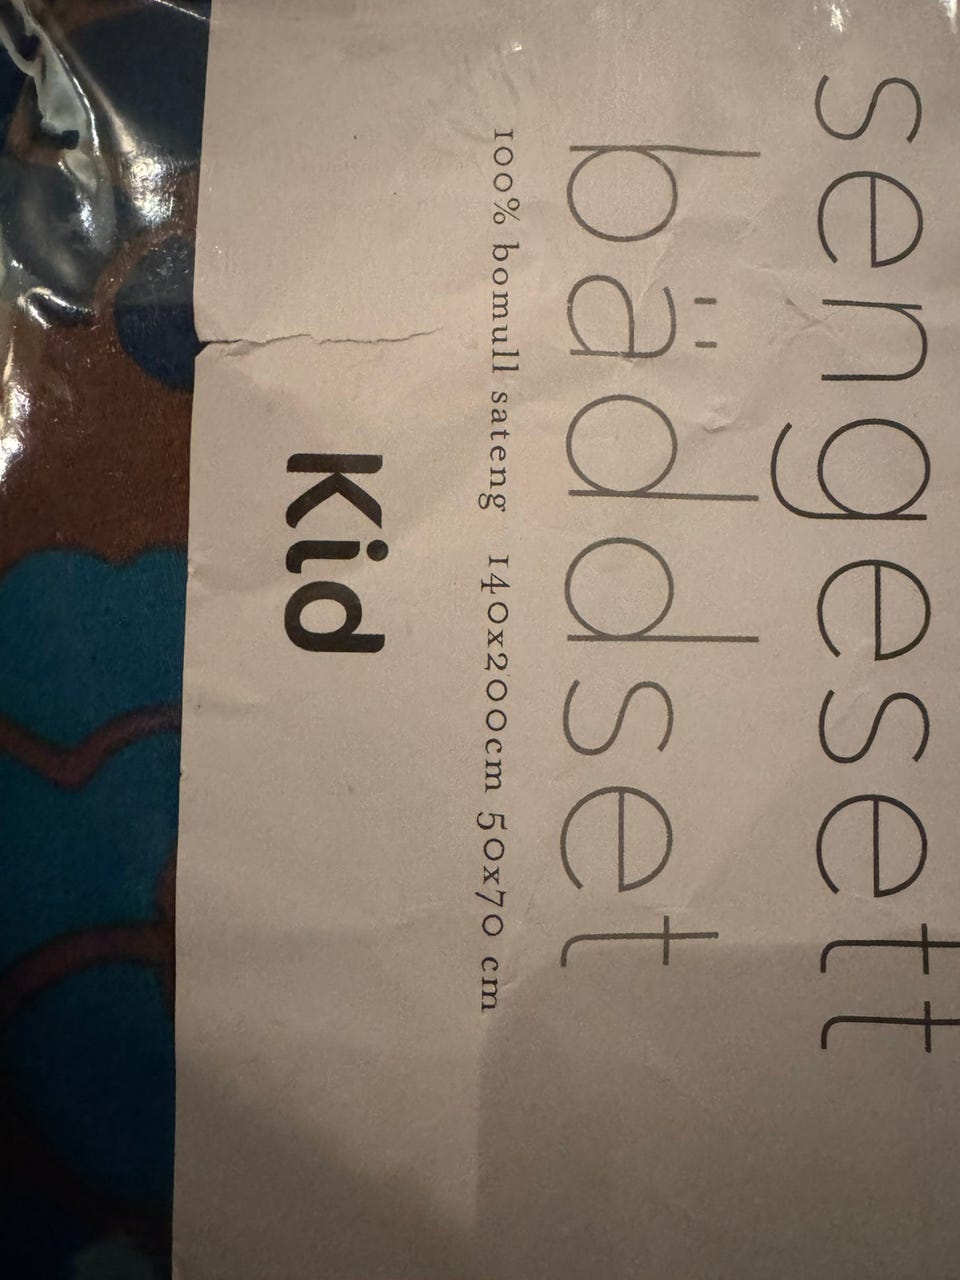 sengesett
bäddset
100% bomull sateng 140x200cm 50x70 cm
Kid